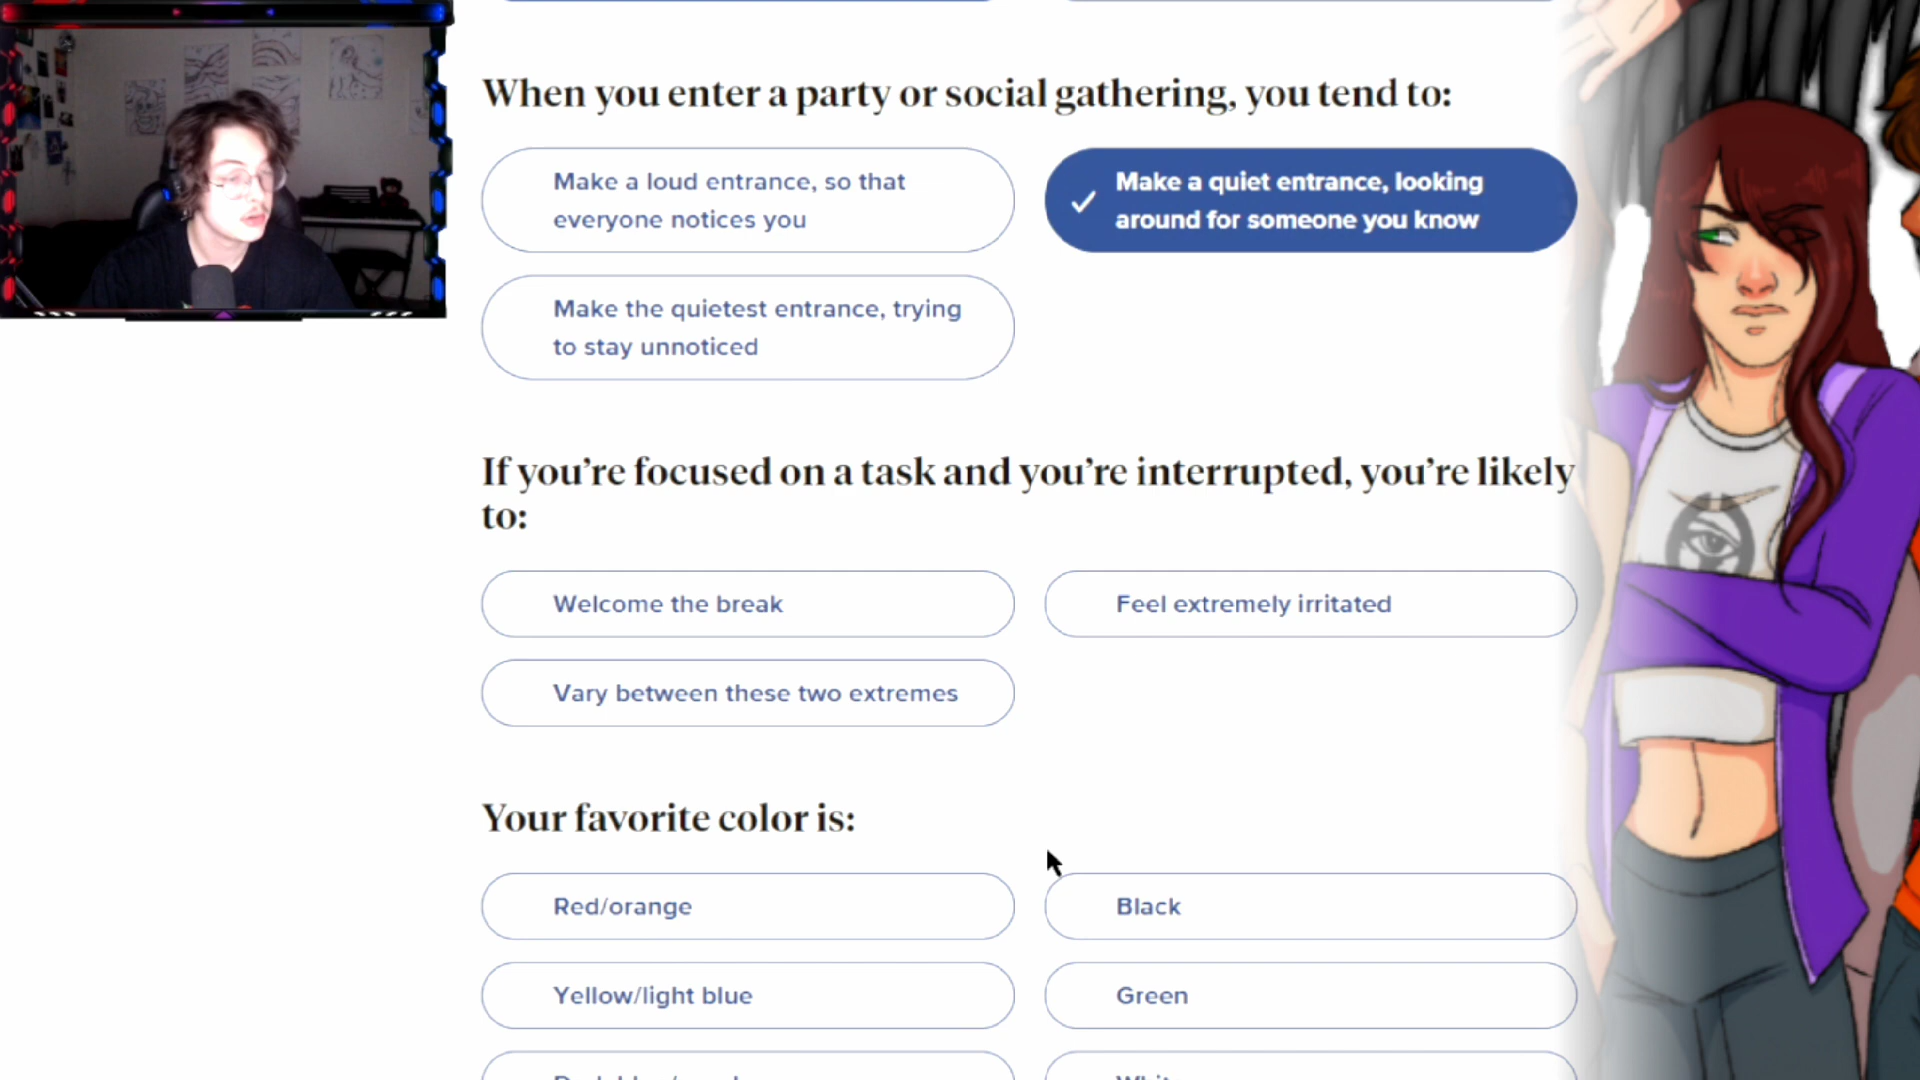 When you enter a party or social gathering, you tend to:
Make a loud entrance, so that
everyone notices you
Make a quiet entrance, looking
around for someone you know
Make the quietest entrance, trying
to stay unnoticed
If you’re focused on a task and you’re interrupted, you’re likely
to:
Welcome the break
Feel extremely irritated
Vary between these two extremes
Your favorite color is:
Red/orange
Black
Yellow/light blue
Green